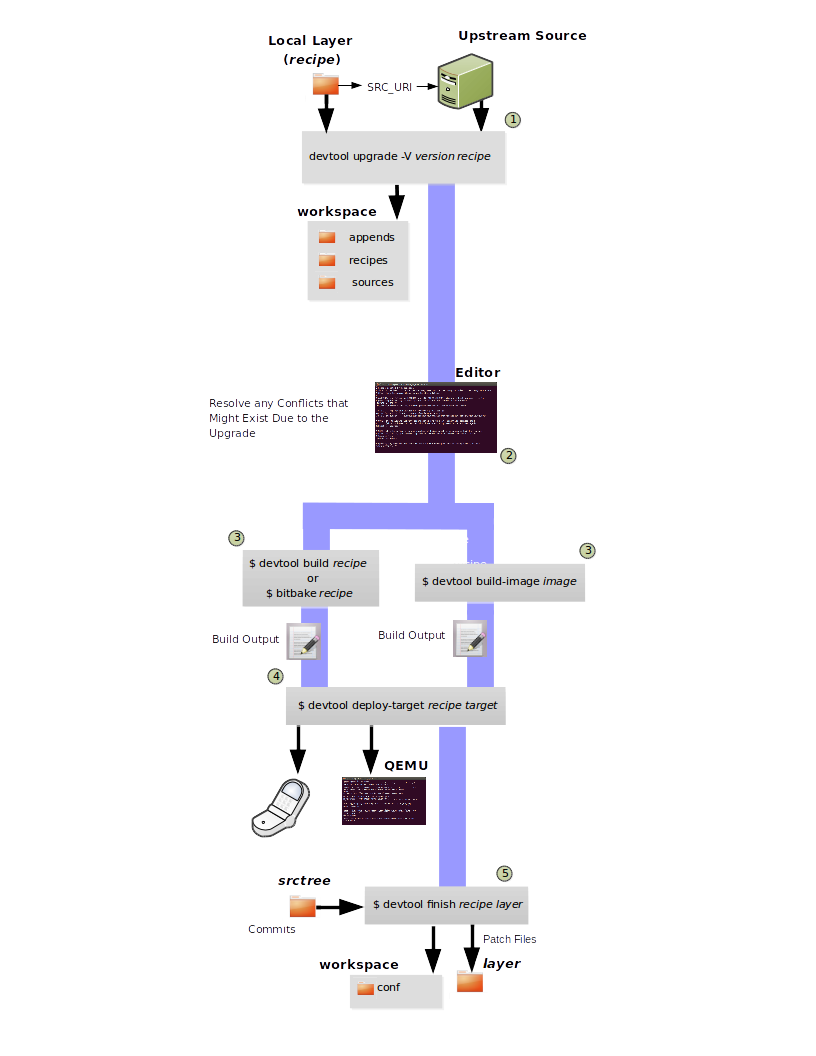 Upstream Source
Local Layer
(recipe)
SRC_URI
1
devtool upgrade -V version recipe
workspace
appends
recipes
sources
Editor
Resolve any Conflicts that
Might Exist Due to the
Upgrade
2
3
$ devtool build recipe
or
$ bitbake recipe
3
$ devtool build-image image
Build Output
Build Output
4
$ devtool deploy-target recipe target
QEMU
5
srctree
$ devtool finish recipe layer
Commits
Patch Files
workspace
layer
conf